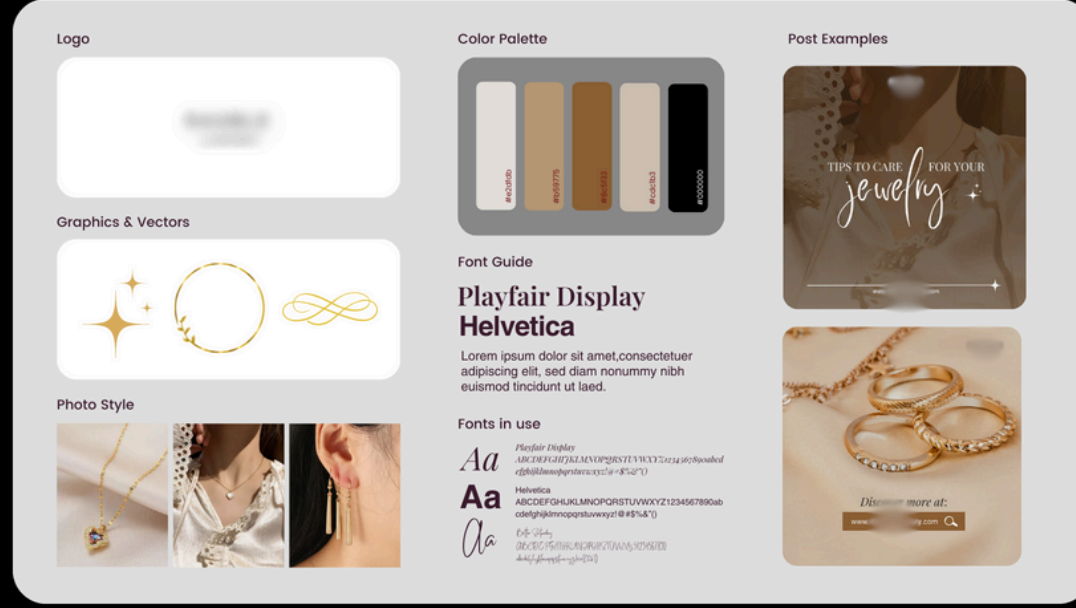 Logo
Graphics & Vectors
Photo Style
Color Palette
#e2dfdb
#b59775
#8c5f33
#cdc1b3
#000000
Font Guide
Playfair Display
Helvetica
Lorem ipsum dolor sit amet,consectetuer
adipiscing elit, sed diam nonummy nibh
euismod tincidunt ut laed.
Fonts in use
Aa
Playfair Display
ABCDEFGHIJKLMNOPQRSTUVWXYZ1234567890abcd
efghijklmnopqrstuvwxyz!@#$%&"()
Aa
Helvetica
ABCDEFGHIJKLMNOPQRSTUVWXYZ1234567890ab
cdefghijklmnopqrstuvwxyz!@#$%&"()
Aa
Post Examples
TIPS TO CARE FOR YOUR
jewelry
more at: